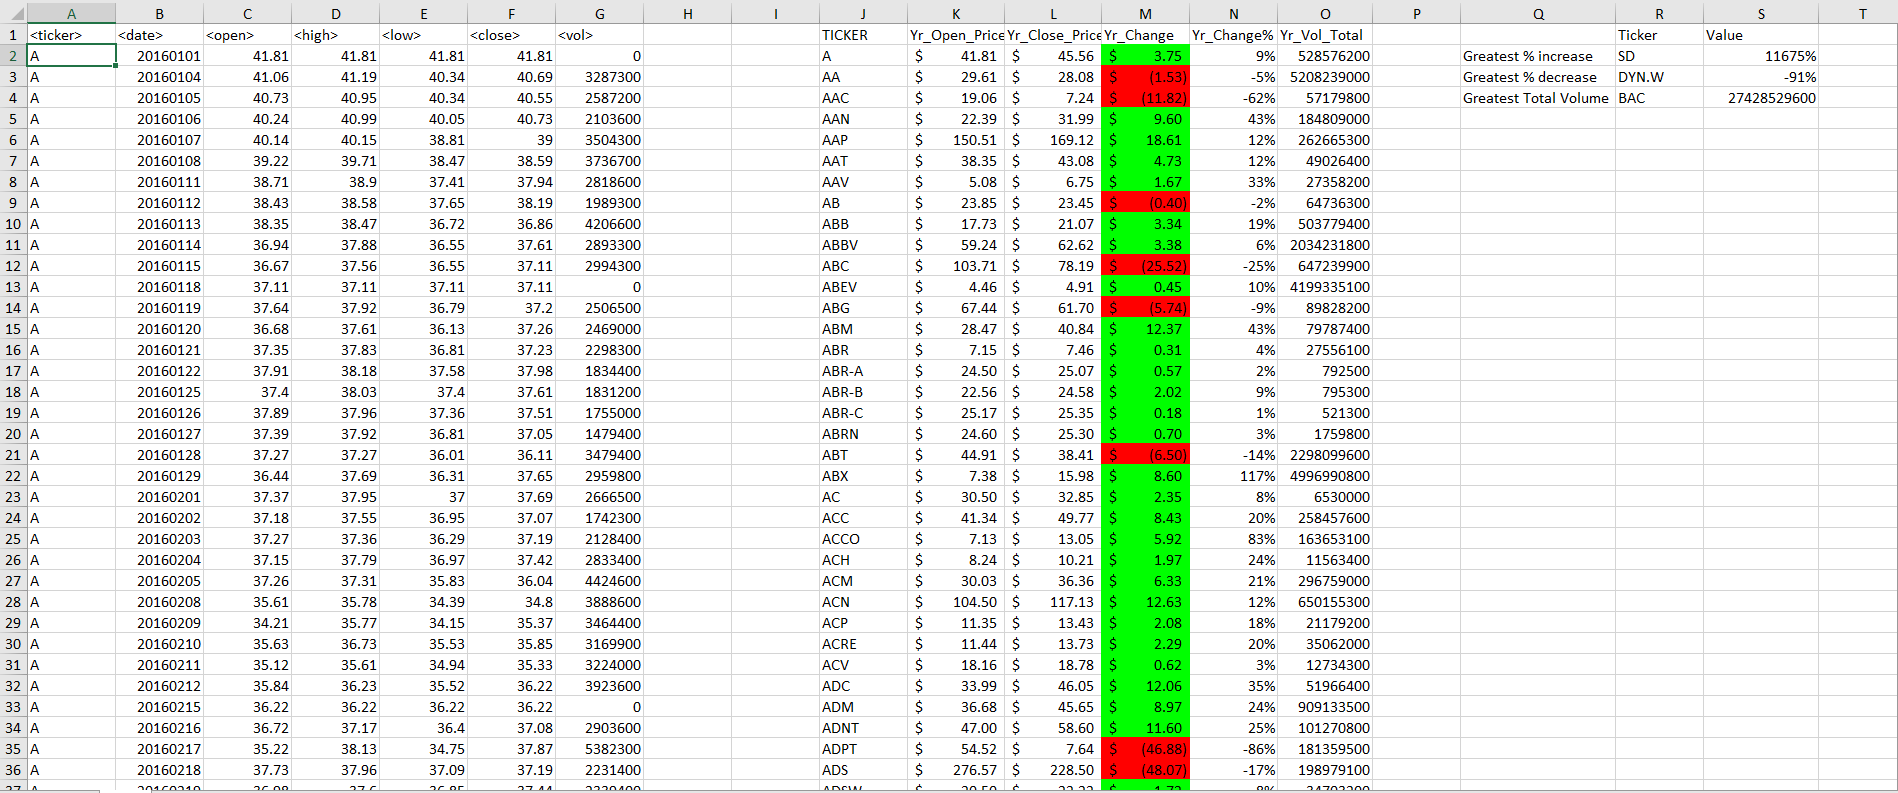 A B C D E F G H I J K L M N O P Q R S T
1 <ticker> <date> <open> <high> <low> <close> <vol> TICKER Yr_Open_Price Yr_Close_Price Yr_Change Yr_Change% Yr_Vol_Total Ticker Value
2 A 20160101 41.81 41.81 41.81 41.81 0 A $ 41.81 $ 45.56 $ 3.75 9% 528576200 Greatest % increase SD 11675%
3 A 20160104 41.06 41.19 40.34 40.69 3287300 AA $ 29.61 $ 28.08 $ (1.53) -5% 5208239000 Greatest % decrease DYN.W -91%
4 A 20160105 40.73 40.95 40.34 40.55 2587200 AAC $ 19.06 $ 7.24 $ (11.82) -62% 57179800 Greatest Total Volume BAC 27428529600
5 A 20160106 40.24 40.99 40.05 40.73 2103600 AAN $ 22.39 $ 31.99 $ 9.60 43% 184809000
6 A 20160107 40.14 40.15 38.81 39 3504300 AAP $ 150.51 $ 169.12 $ 18.61 12% 262665300
7 A 20160108 39.22 39.71 38.47 38.59 3736700 AAT $ 38.35 $ 43.08 $ 4.73 12% 49026400
8 A 20160111 38.71 38.9 37.41 37.94 2818600 AAV $ 5.08 $ 6.75 $ 1.67 33% 27358200
9 A 20160112 38.43 38.58 37.65 38.19 1989300 AB $ 23.85 $ 23.45 $ (0.40) -2% 64736300
10 A 20160113 38.35 38.47 36.72 36.86 4206600 ABB $ 17.73 $ 21.07 $ 3.34 19% 503779400
11 A 20160114 36.94 37.88 36.55 37.61 2893300 ABBV $ 59.24 $ 62.62 $ 3.38 6% 2034231800
12 A 20160115 36.67 37.56 36.55 37.11 2994300 ABC $ 103.71 $ 78.19 $ (25.52) -25% 647239900
13 A 20160118 37.11 37.11 37.11 37.11 0 ABEV $ 4.46 $ 4.91 $ 0.45 10% 4199335100
14 A 20160119 37.64 37.92 36.79 37.2 2506500 ABG $ 67.44 $ 61.70 $ (5.74) -9% 89828200
15 A 20160120 36.68 37.61 36.13 37.26 2469000 ABM $ 28.47 $ 40.84 $ 12.37 43% 79787400
16 A 20160121 37.35 37.83 36.81 37.23 2298300 ABR $ 7.15 $ 7.46 $ 0.31 4% 27556100
17 A 20160122 37.91 38.18 37.58 37.98 1834400 ABR-A $ 24.50 $ 25.07 $ 0.57 2% 792500
18 A 20160125 37.4 38.03 37.4 37.61 1831200 ABR-B $ 22.56 $ 24.58 $ 2.02 9% 795300
19 A 20160126 37.89 37.96 37.36 37.51 1755000 ABR-C $ 25.17 $ 25.35 $ 0.18 1% 521300
20 A 20160127 37.39 37.92 36.81 37.05 1479400 ABRN $ 24.60 $ 25.30 $ 0.70 3% 1759800
21 A 20160128 37.27 37.27 36.01 36.11 3479400 ABT $ 44.91 $ 38.41 $ (6.50) -14% 2298099600
22 A 20160129 36.44 37.69 36.31 37.65 2959800 ABX $ 7.38 $ 15.98 $ 8.60 117% 4996990800
23 A 20160201 37.37 37.95 37 37.69 2666500 AC $ 30.50 $ 32.85 $ 2.35 8% 6530000
24 A 20160202 37.18 37.55 36.95 37.07 1742300 ACC $ 41.34 $ 49.77 $ 8.43 20% 258457600
25 A 20160203 37.27 37.36 36.29 37.19 2128400 ACCO $ 7.13 $ 13.05 $ 5.92 83% 163653100
26 A 20160204 37.15 37.79 36.97 37.42 2833400 ACH $ 8.24 $ 10.21 $ 1.97 24% 11563400
27 A 20160205 37.26 37.31 35.83 36.04 4424600 ACM $ 30.03 $ 36.36 $ 6.33 21% 296759000
28 A 20160208 35.61 35.78 34.39 34.8 3888600 ACN $ 104.50 $ 117.13 $ 12.63 12% 650155300
29 A 20160209 34.21 35.77 34.15 35.37 3464400 ACP $ 11.35 $ 13.43 $ 2.08 18% 21179200
30 A 20160210 35.63 36.73 35.53 35.85 3169900 ACRE $ 11.44 $ 13.73 $ 2.29 20% 35062000
31 A 20160211 35.12 35.61 34.94 35.33 3224000 ACV $ 18.16 $ 18.78 $ 0.62 3% 12734300
32 A 20160212 35.84 36.23 35.52 36.22 3923600 ADC $ 33.99 $ 46.05 $ 12.06 35% 51966400
33 A 20160215 36.22 36.22 36.22 36.22 0 ADM $ 36.68 $ 45.65 $ 8.97 24% 909133500
34 A 20160216 36.72 37.17 36.4 37.08 2903600 ADNT $ 47.00 $ 58.60 $ 11.60 25% 101270800
35 A 20160217 35.22 38.13 34.75 37.87 5382300 ADPT $ 54.52 $ 7.64 $ (46.88) -86% 181359500
36 A 20160218 37.73 37.96 37.09 37.19 2231400 ADS $ 276.57 $ 228.50 $ (48.07) -17% 198979100